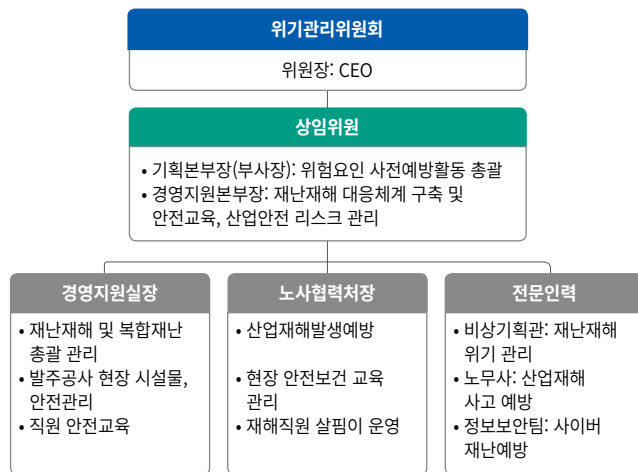 위기관리위원회
위원장: CEO
상임위원
• 기획본부장(부사장): 위험요인 사전예방활동 총괄
• 경영지원본부장: 재난재해 대응체계 구축 및
안전교육, 산업안전 리스크 관리
경영지원실장
• 재난재해 및 복합재난
총괄 관리
• 발주공사 현장 시설물,
안전관리
• 직원 안전교육
노사협력처장
• 산업재해발생예방
• 현장 안전보건 교육
관리
• 재해직원 살핌이 운영
전문인력
• 비상기획관: 재난재해
위기 관리
• 노무사: 산업재해
사고 예방
• 정보보안팀: 사이버
재난예방